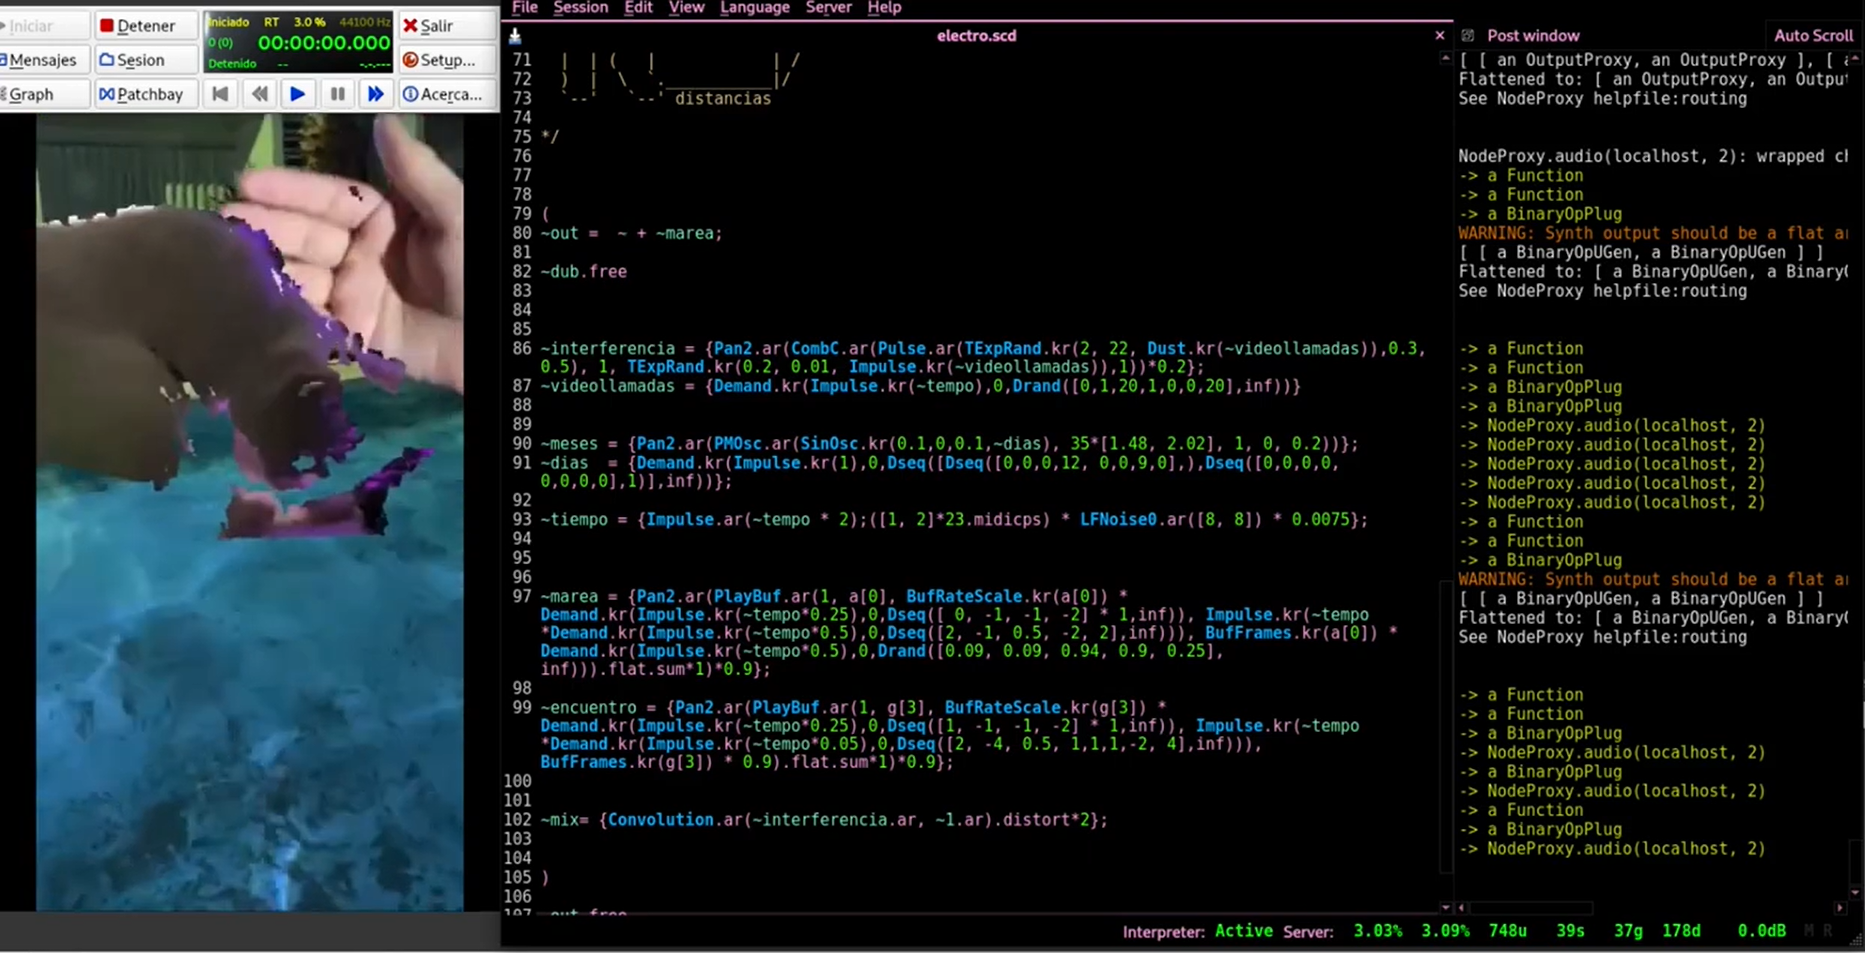 Iniciar
Detener
Iniciado RT 3.0 % 44100 Hz
0 (0) 00:00:00.000
Detenido -- -.-.---
Salir
Mensajes
Sesion
Setup...
Graph
Patchbay
Acerca...
File Session Edit View Language Server Help
electro.scd
71 | | ( | | /
72 ) | \ `.__________|/
73 `--' `--' distancias
74
75 */
76
77
78
79 (
80 ~out = ~ + ~marea;
81
82 ~dub.free
83
84
85
86 ~interferencia = {Pan2.ar(CombC.ar(Pulse.ar(TExpRand.kr(2, 22, Dust.kr(~videollamadas)),0.3,
0.5), 1, TExpRand.kr(0.2, 0.01, Impulse.kr(~videollamadas)),1))*0.2};
87 ~videollamadas = {Demand.kr(Impulse.kr(~tempo),0,Drand([0,1,20,1,0,0,20],inf))}
88
89
90 ~meses = {Pan2.ar(PMOsc.ar(SinOsc.kr(0.1,0,0.1,~dias), 35*[1.48, 2.02], 1, 0, 0.2))};
91 ~dias = {Demand.kr(Impulse.kr(1),0,Dseq([Dseq([0,0,0,12, 0,0,9,0],),Dseq([0,0,0,0,
0,0,0,0],1)],inf))};
92
93 ~tiempo = {Impulse.ar(~tempo * 2);([1, 2]*23.midicps) * LFNoise0.ar([8, 8]) * 0.0075};
94
95
96
97 ~marea = {Pan2.ar(PlayBuf.ar(1, a[0], BufRateScale.kr(a[0]) *
Demand.kr(Impulse.kr(~tempo*0.25),0,Dseq([ 0, -1, -1, -2] * 1,inf)), Impulse.kr(~tempo
*Demand.kr(Impulse.kr(~tempo*0.5),0,Dseq([2, -1, 0.5, -2, 2],inf))), BufFrames.kr(a[0]) *
Demand.kr(Impulse.kr(~tempo*0.5),0,Drand([0.09, 0.09, 0.94, 0.9, 0.25],
inf))).flat.sum*1)*0.9};
98
99 ~encuentro = {Pan2.ar(PlayBuf.ar(1, g[3], BufRateScale.kr(g[3]) *
Demand.kr(Impulse.kr(~tempo*0.25),0,Dseq([1, -1, -1, -2] * 1,inf)), Impulse.kr(~tempo
*Demand.kr(Impulse.kr(~tempo*0.05),0,Dseq([2, -4, 0.5, 1,1,1,-2, 4],inf))),
BufFrames.kr(g[3]) * 0.9).flat.sum*1)*0.9};
100
101
102 ~mix= {Convolution.ar(~interferencia.ar, ~1.ar).distort*2};
103
104
105 )
106
107 out.free
Post window Auto Scroll
[ [ an OutputProxy, an OutputProxy ], [ a
Flattened to: [ an OutputProxy, an Output
See NodeProxy helpfile:routing
NodeProxy.audio(localhost, 2): wrapped ch
-> a Function
-> a Function
-> a BinaryOpPlug
WARNING: Synth output should be a flat ar
[ [ a BinaryOpUGen, a BinaryOpUGen ] ]
Flattened to: [ a BinaryOpUGen, a BinaryO
See NodeProxy helpfile:routing
-> a Function
-> a Function
-> a BinaryOpPlug
-> a BinaryOpPlug
-> NodeProxy.audio(localhost, 2)
-> NodeProxy.audio(localhost, 2)
-> NodeProxy.audio(localhost, 2)
-> NodeProxy.audio(localhost, 2)
-> NodeProxy.audio(localhost, 2)
-> a Function
-> a Function
-> a BinaryOpPlug
WARNING: Synth output should be a flat ar
[ [ a BinaryOpUGen, a BinaryOpUGen ] ]
Flattened to: [ a BinaryOpUGen, a BinaryO
See NodeProxy helpfile:routing
-> a Function
-> a Function
-> a BinaryOpPlug
-> NodeProxy.audio(localhost, 2)
-> a BinaryOpPlug
-> NodeProxy.audio(localhost, 2)
-> a Function
-> a BinaryOpPlug
-> NodeProxy.audio(localhost, 2)
Interpreter: Active Server: 3.03% 3.09% 748u 39s 37g 178d 0.0dB M R